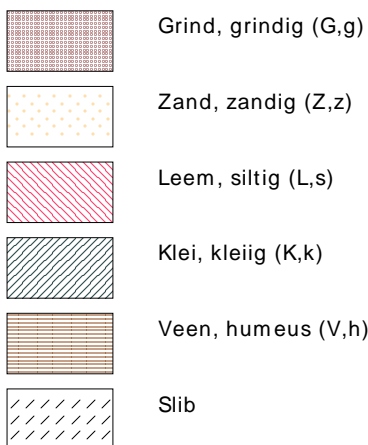 Grind, grindig (G,g)
Zand, zandig (Z,z)
Leem, siltig (L,s)
Klei, kleiig (K,k)
Veen, humeus (V,h)
Slib